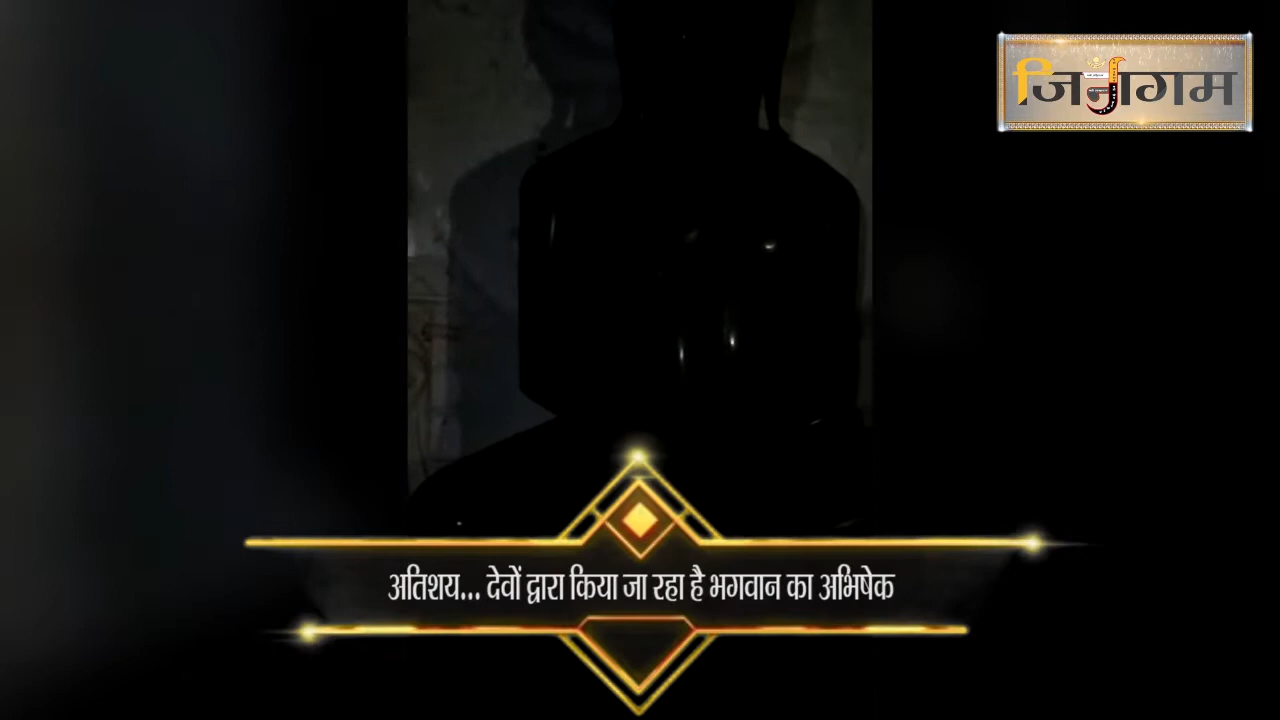 जिनागम
अतिशय... देवों द्वारा किया जा रहा है भगवान का अभिषेक